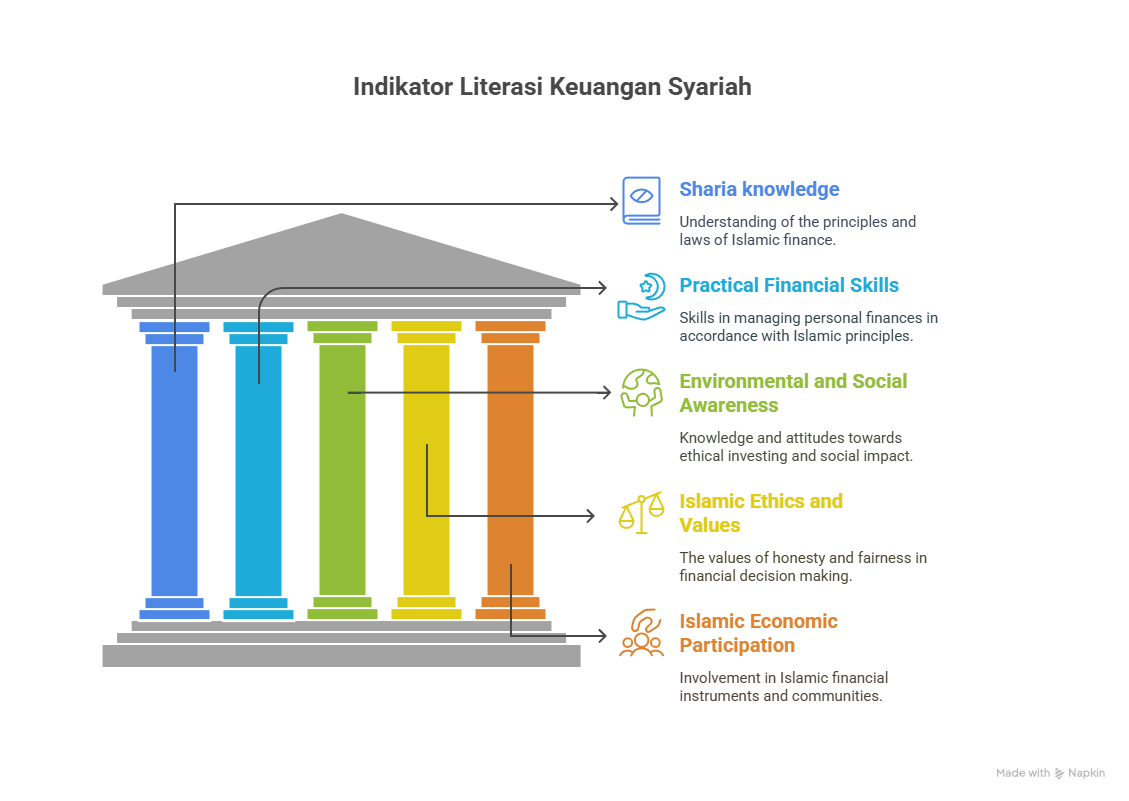 Indikator Literasi Keuangan Syariah
Sharia knowledge
Understanding of the principles and
laws of Islamic finance.
Practical Financial Skills
Skills in managing personal finances in
accordance with Islamic principles.
Environmental and Social
Awareness
Knowledge and attitudes towards
ethical investing and social impact.
Islamic Ethics and
Values
The values of honesty and fairness in
financial decision making.
Islamic Economic
Participation
Involvement in Islamic financial
instruments and communities.
Made with Napkin